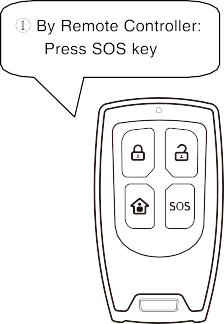 ① By Remote Controller:
Press SOS key
SOS